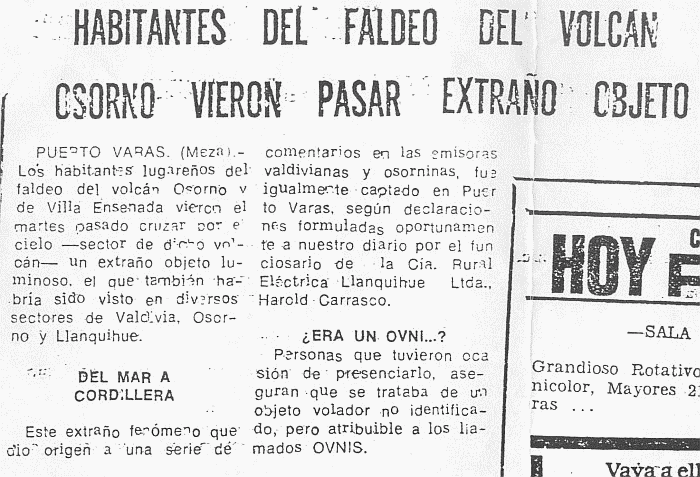 HABITANTES DEL FALDEO DEL VOLCAN
OSORNO VIERON PASAR EXTRAÑO OBJETO
PUERTO VARAS. (Meza).-
Los habitantes lugareños del
faldeo del volcán Osorno y
de Villa Ensenada vieron el
martes pasado cruzar por el
cielo —sector de dicho vol-
cán— un extraño objeto lu-
minoso, el que también ha-
bría sido visto en diversos
sectores de Valdivia, Osor-
no y Llanquihue.
DEL MAR A
CORDILLERA
Este extraño fenómeno que
dio origen a una serie de
comentarios en las emisoras
valdivianas y osorninas, fue
igualmente captado en Puer
to Varas, según declaracio-
nes formuladas oportunamen
te a nuestro diario por el fun
ciosario de la Cía. Rural
Eléctrica Llanquihue Ltda.,
Harold Carrasco.
¿ERA UN OVNI...?
Personas que tuvieron oca
sión de presenciarlo, ase-
guran que se trataba de un
objeto volador no identifica-
do, pero atribuible a los lla-
mados OVNIS.
HOY
—SALA
Grandioso Rotativo
nicolor, Mayores 21
ras ...
Vaya a ell